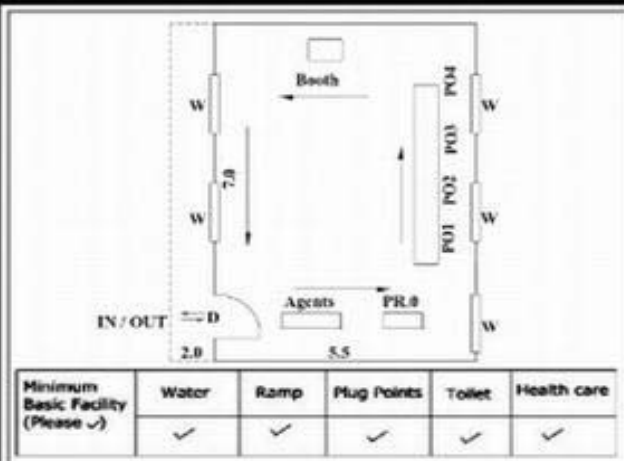 Booth
W
W
7.0
PO4
PO3
PO2
PO1
W
W
W
Agents
PR.0
IN / OUT
D
2.0
5.5
Minimum Basic Facility (Please ✓)
Water
Ramp
Plug Points
Toilet
Health care
✓
✓
✓
✓
✓